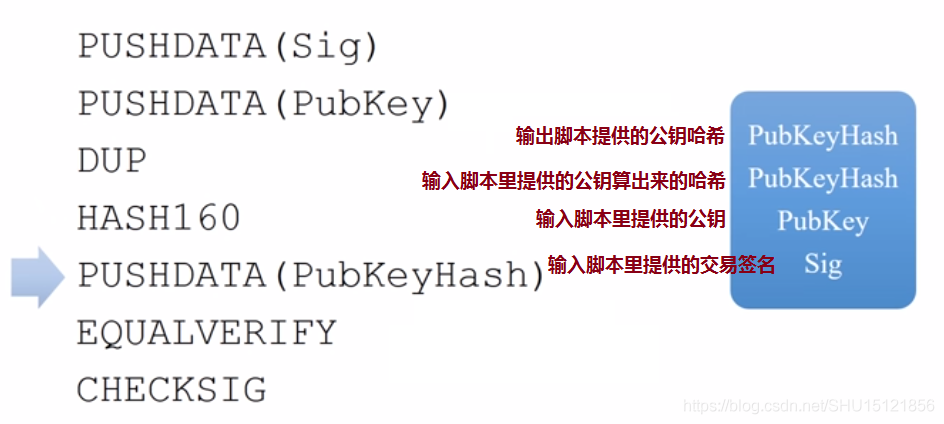 PUSHDATA(Sig)
PUSHDATA(PubKey)
DUP
HASH160
PUSHDATA(PubKeyHash)
EQUALVERIFY
CHECKSIG
输出脚本提供的公钥哈希 PubKeyHash
输入脚本里提供的公钥算出来的哈希 PubKeyHash
输入脚本里提供的公钥 PubKey
输入脚本里提供的交易签名 Sig
https://blog.csdn.net/SHU15121856